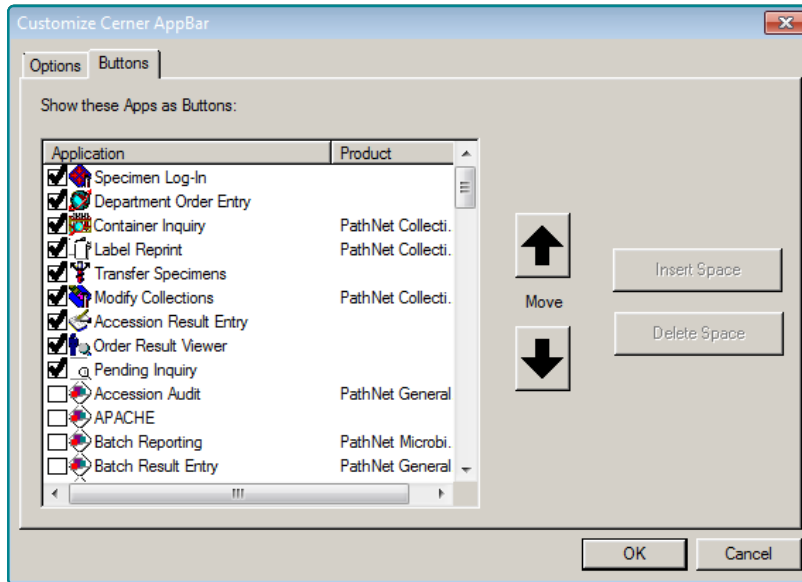 Customize Cerner AppBar
Options Buttons
Show these Apps as Buttons:
Application Product
Specimen Log-In
Department Order Entry
Container Inquiry PathNet Collecti.
Label Reprint PathNet Collecti.
Transfer Specimens
Modify Collections PathNet Collecti.
Accession Result Entry
Order Result Viewer
Pending Inquiry
Accession Audit PathNet General
APACHE
Batch Reporting PathNet Microbi.
Batch Result Entry PathNet General
Move
Insert Space
Delete Space
OK Cancel